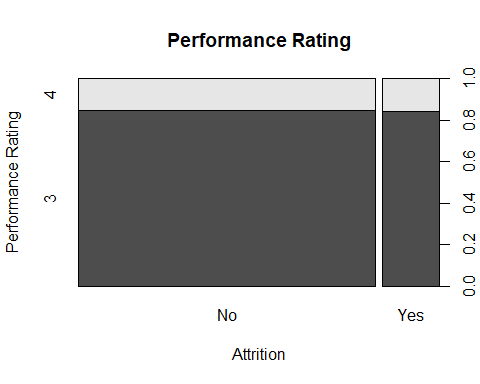 Performance Rating
Performance Rating
4
3
1.0
0.8
0.6
0.4
0.2
0.0
No
Yes
Attrition